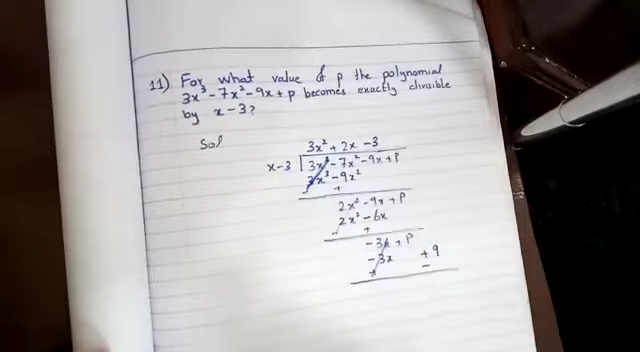 11) For what value of p the polynomial
3x³ - 7x² - 9x + p becomes exactly divisible
by x - 3?
Sol
3x² + 2x - 3
x-3 3x³ - 7x² - 9x + p
3x³ - 9x²
- +
2x² - 9x + p
2x² - 6x
- +
-3x + p
-3x + 9
+ -